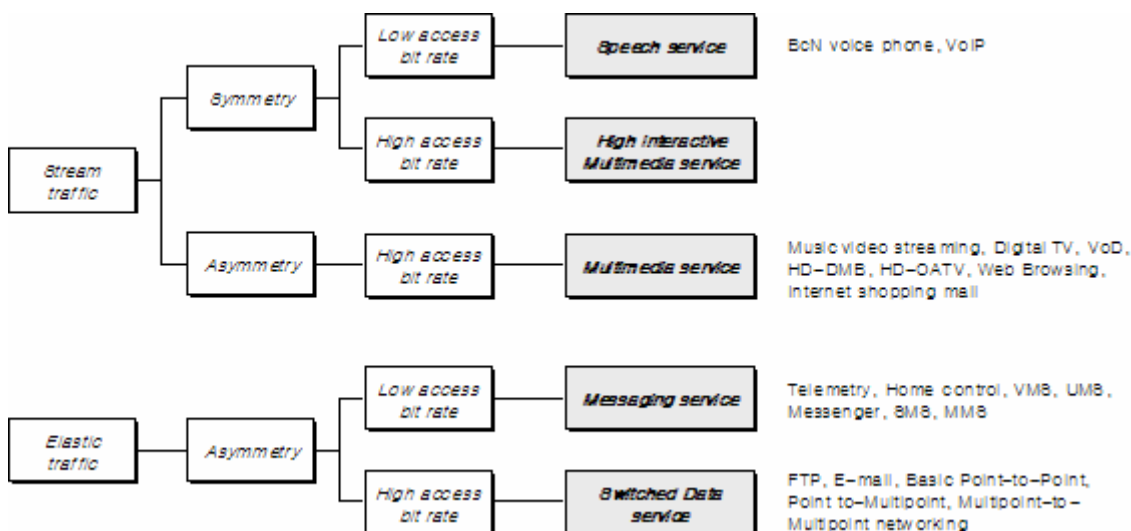 Low access
bit rate
Speech service
BcN voice phone, VoIP
Symmetry
High access
bit rate
High Interactive
Multimedia service
Stream
traffic
Asymmetry
High access
bit rate
Multimedia service
Music video streaming, Digital TV, VoD,
HD-DMB, HD-CATV, Web Browsing,
Internet shopping mall
Low access
bit rate
Messaging service
Telemetry, Home control, VMS, UMS,
Messenger, SMS, MMS
Elastic
traffic
Asymmetry
High access
bit rate
Switched Data
service
FTP, E-mail, Basic Point-to-Point,
Point to-Multipoint, Multipoint-to-
Multipoint networking